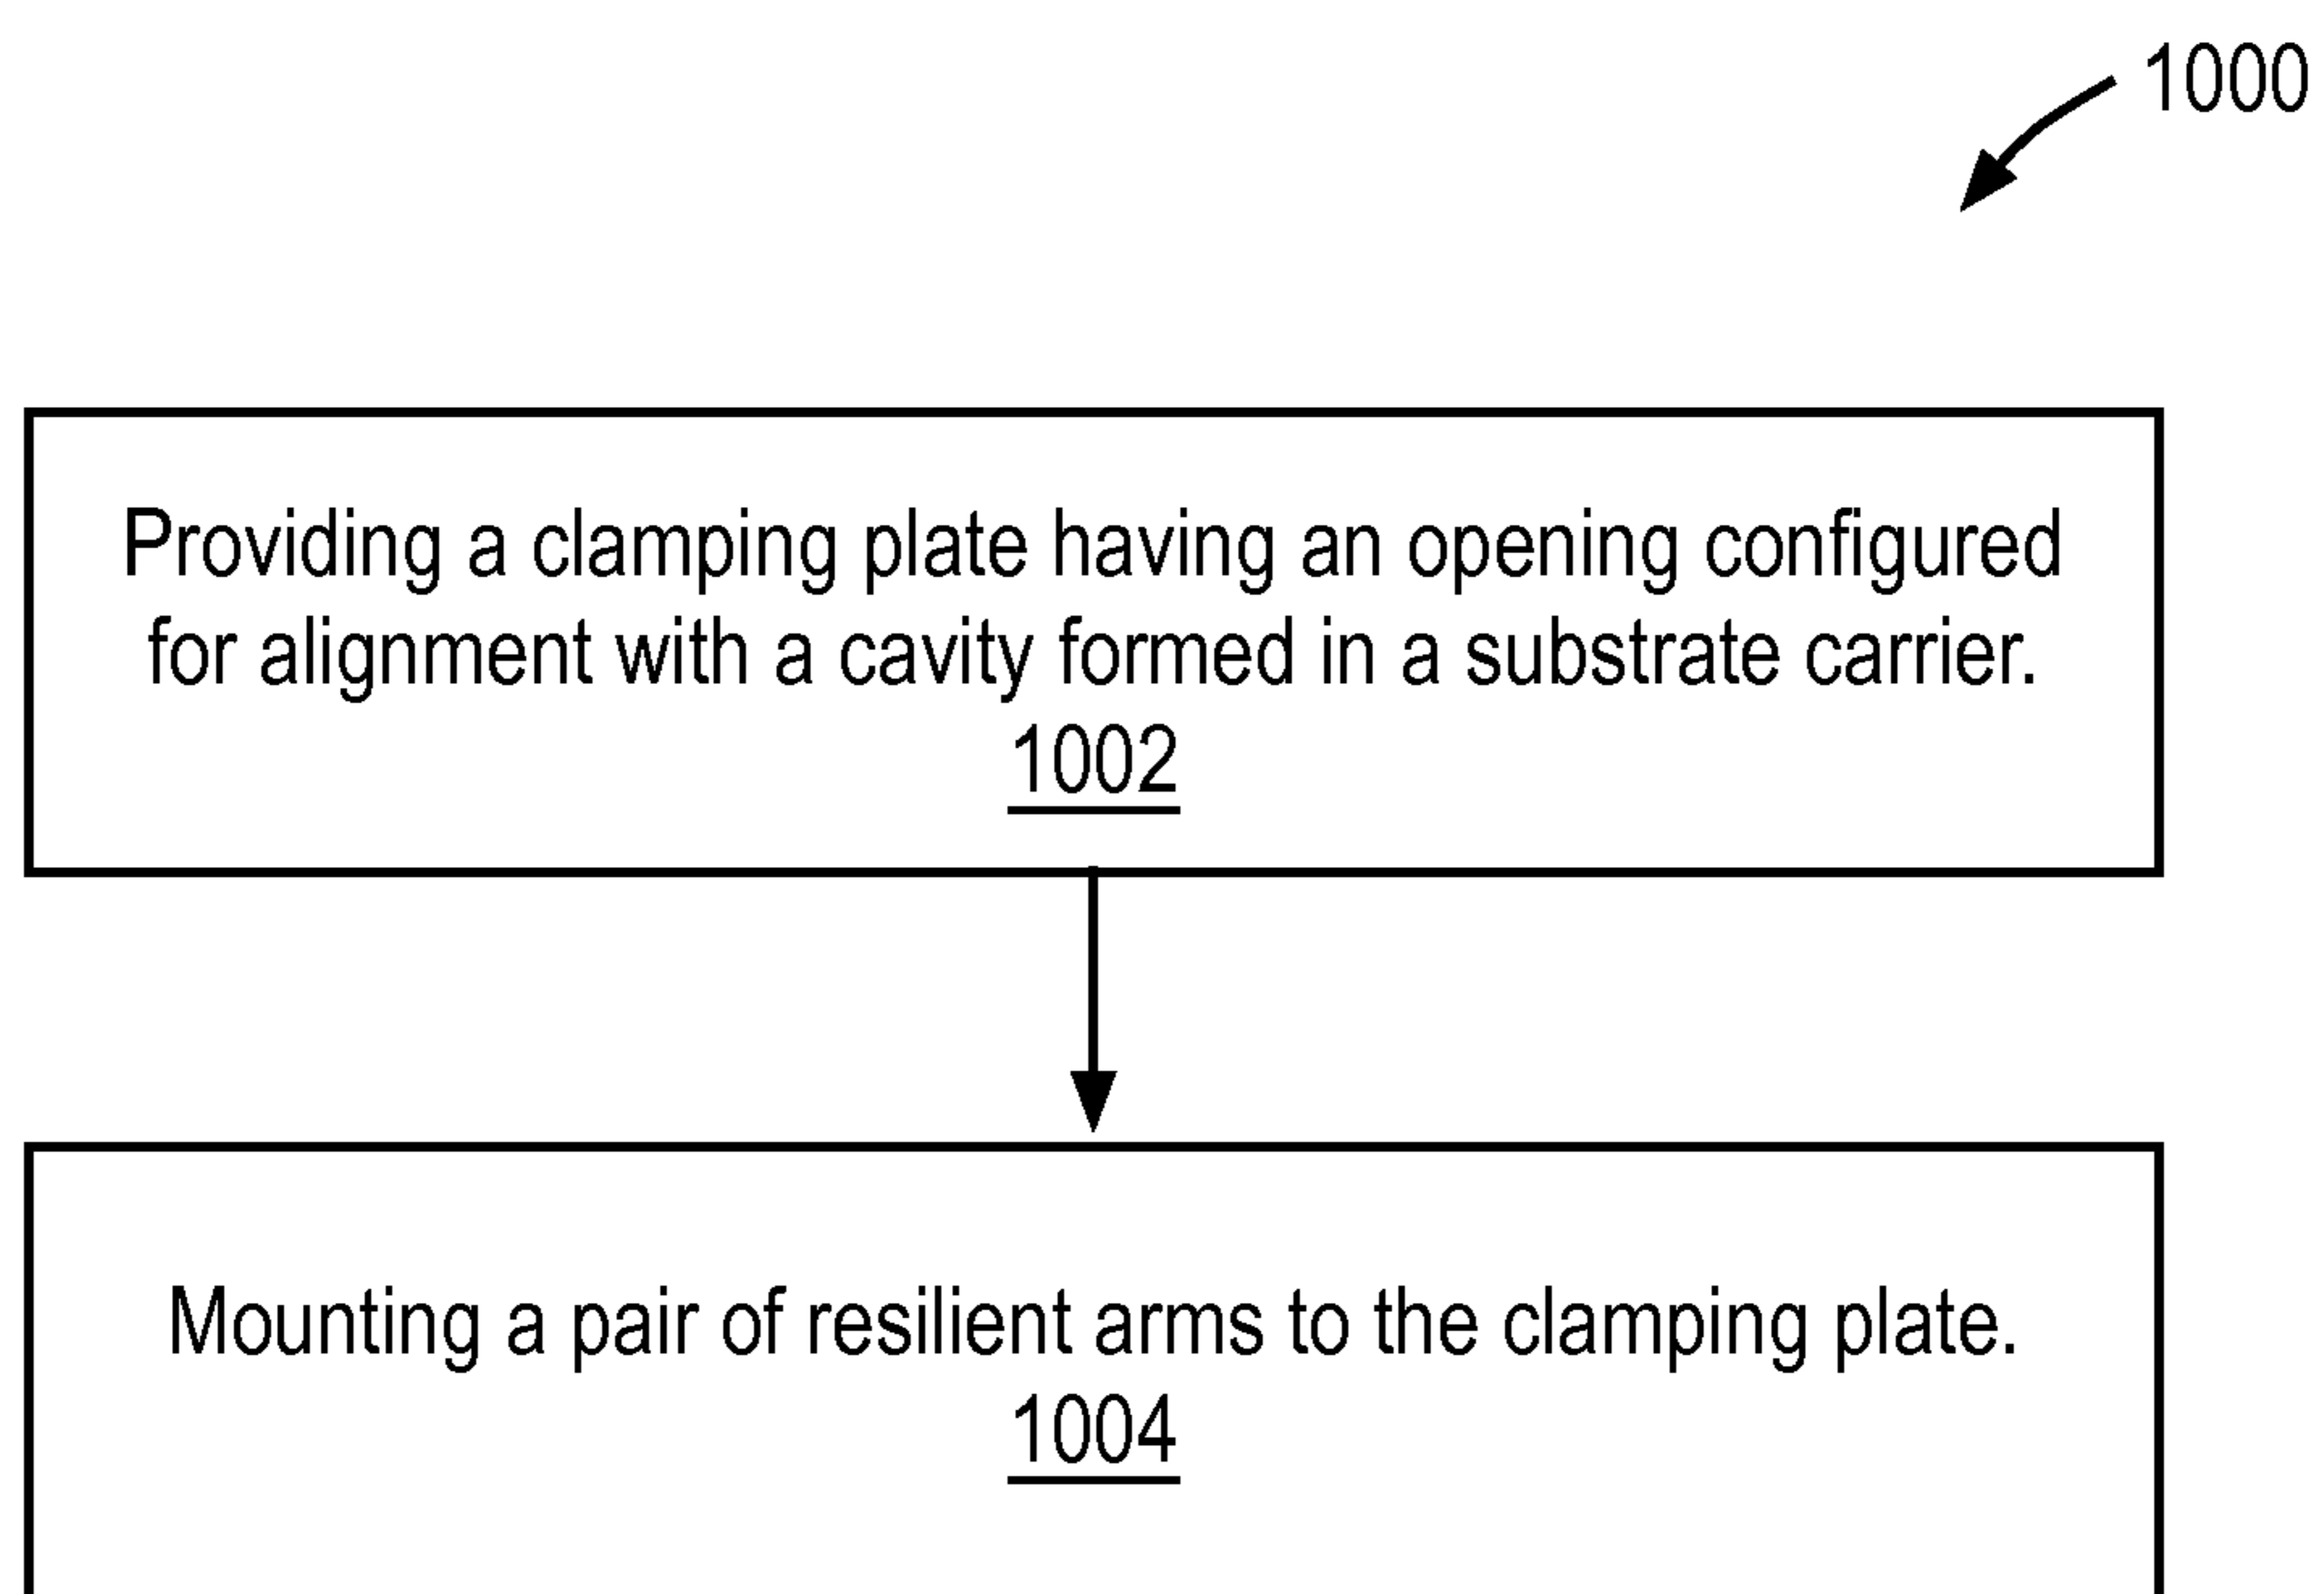 1000
Providing a clamping plate having an opening configured
for alignment with a cavity formed in a substrate carrier.
1002
Mounting a pair of resilient arms to the clamping plate.
1004